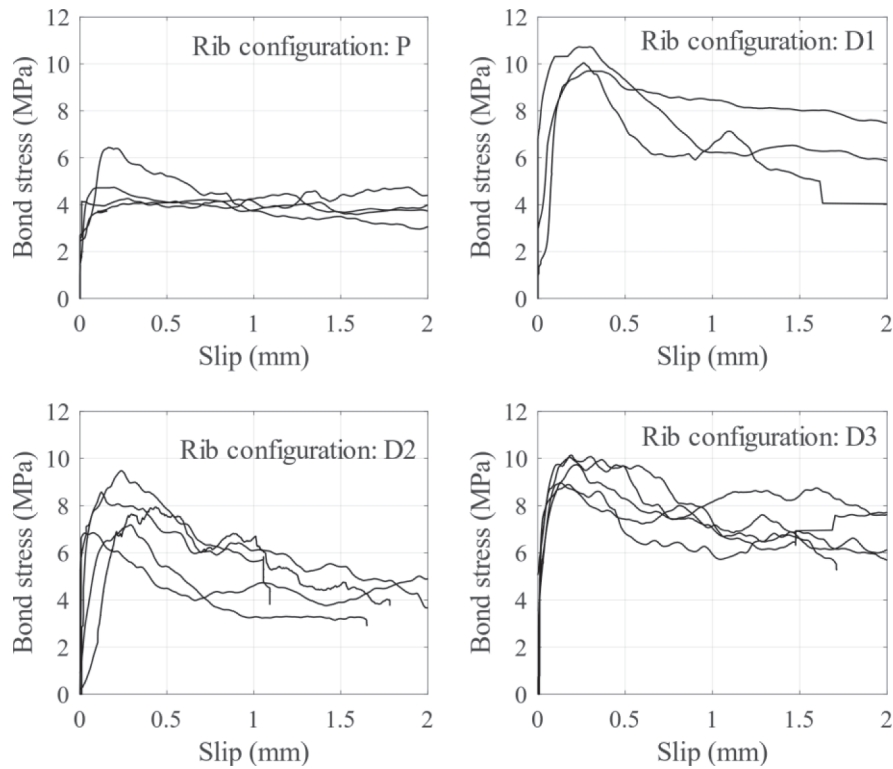 12
10
8
6
4
2
0
Bond stress (MPa)
Rib configuration: P
0 0.5 1 1.5 2
Slip (mm)
12
10
8
6
4
2
0
Bond stress (MPa)
Rib configuration: D1
0 0.5 1 1.5 2
Slip (mm)
12
10
8
6
4
2
0
Bond stress (MPa)
Rib configuration: D2
0 0.5 1 1.5 2
Slip (mm)
12
10
8
6
4
2
0
Bond stress (MPa)
Rib configuration: D3
0 0.5 1 1.5 2
Slip (mm)